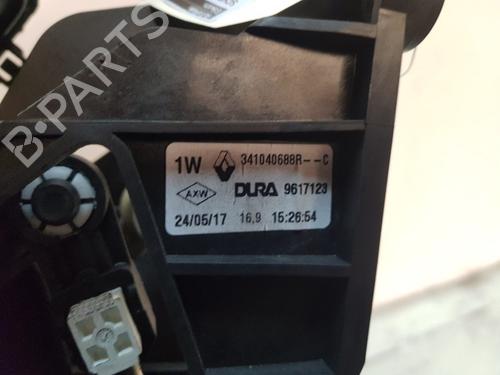 1W 341040688R--C
AXW DURA 9617123
24/05/17 16,9 15:26:54
B-PARTS